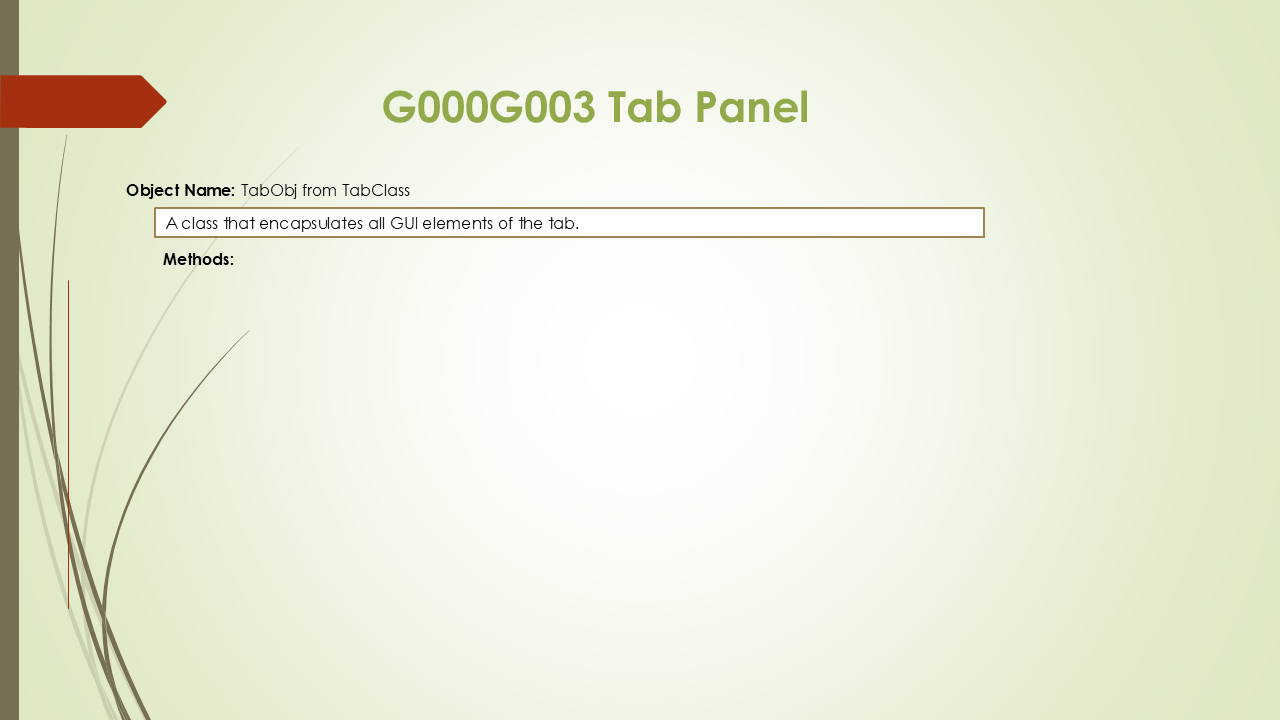 G000G003 Tab Panel
Object Name: TabObj from TabClass
A class that encapsulates all GUI elements of the tab.
Methods: